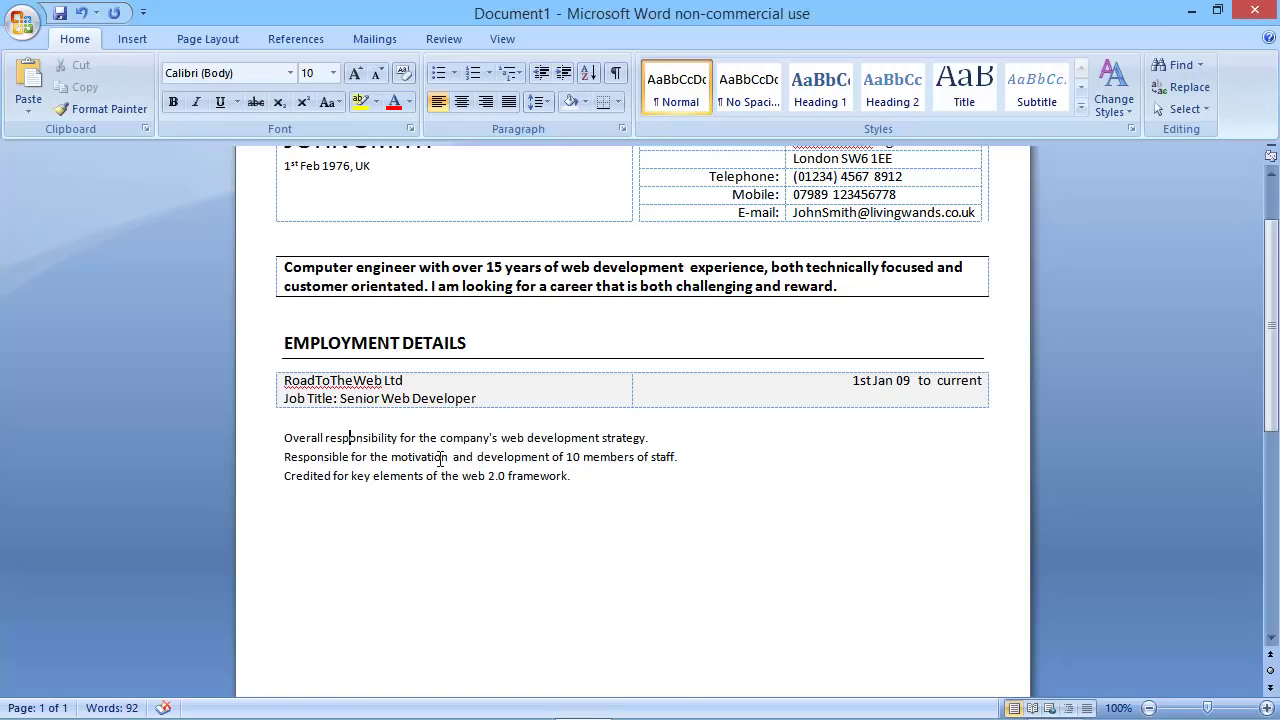 Document1 - Microsoft Word non-commercial use
Home Insert Page Layout References Mailings Review View
Paste
Cut
Copy
Format Painter
Clipboard
Calibri (Body) 10
B I U abc x₂ x² Aa
Font
Paragraph
AaBbCcDc ¶ Normal
AaBbCcDc ¶ No Spaci...
AaBbCc Heading 1
AaBbCc Heading 2
AaB Title
AaBbCc. Subtitle
Change Styles
Styles
Find
Replace
Select
Editing
JOHN SMITH
1st Feb 1976, UK
London SW6 1EE
Telephone: (01234) 4567 8912
Mobile: 07989 123456778
E-mail: JohnSmith@livingwands.co.uk
Computer engineer with over 15 years of web development experience, both technically focused and
customer orientated. I am looking for a career that is both challenging and reward.
EMPLOYMENT DETAILS
RoadToTheWeb Ltd 1st Jan 09 to current
Job Title: Senior Web Developer
Overall responsibility for the company's web development strategy.
Responsible for the motivation and development of 10 members of staff.
Credited for key elements of the web 2.0 framework.
Page: 1 of 1 Words: 92 100%